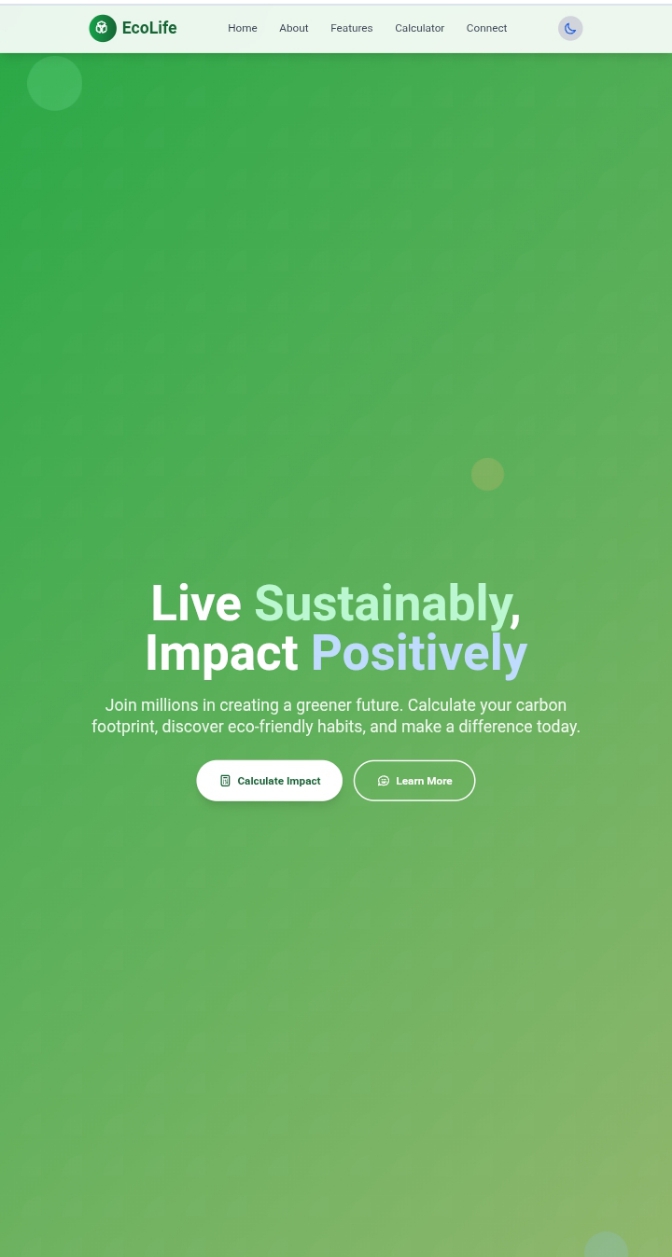 EcoLife
Home
About
Features
Calculator
Connect
Live Sustainably,
Impact Positively
Join millions in creating a greener future. Calculate your carbon
footprint, discover eco-friendly habits, and make a difference today.
Calculate Impact
Learn More